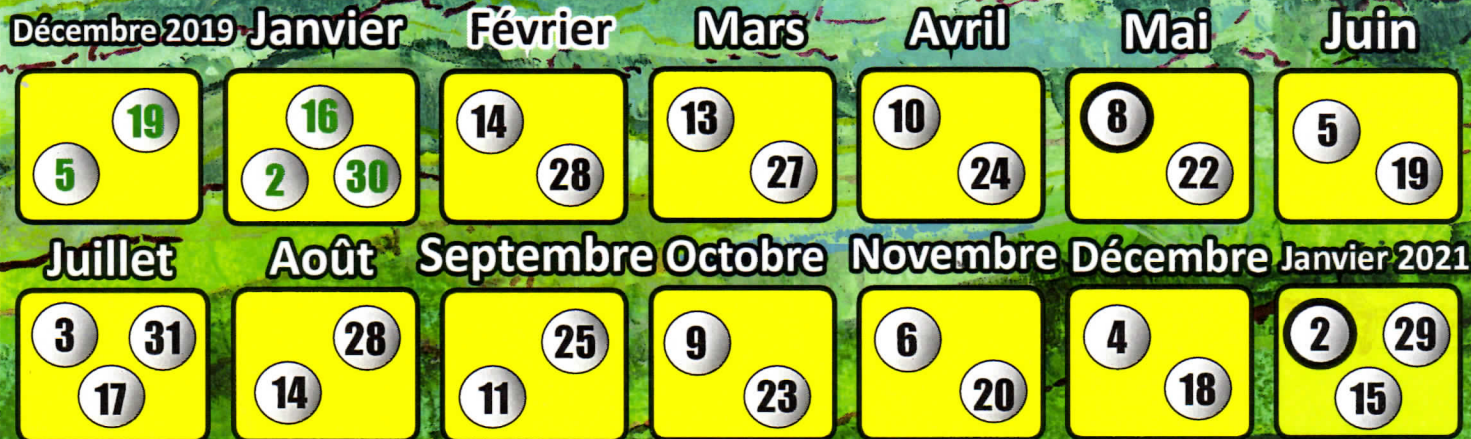 Décembre 2019 Janvier Février Mars Avril Mai Juin
19 16 14 13 10 8 5
5 2 30 28 27 24 22 19
Juillet Août Septembre Octobre Novembre Décembre Janvier 2021
3 31 28 25 9 6 4 2 29
17 14 11 23 20 18 15